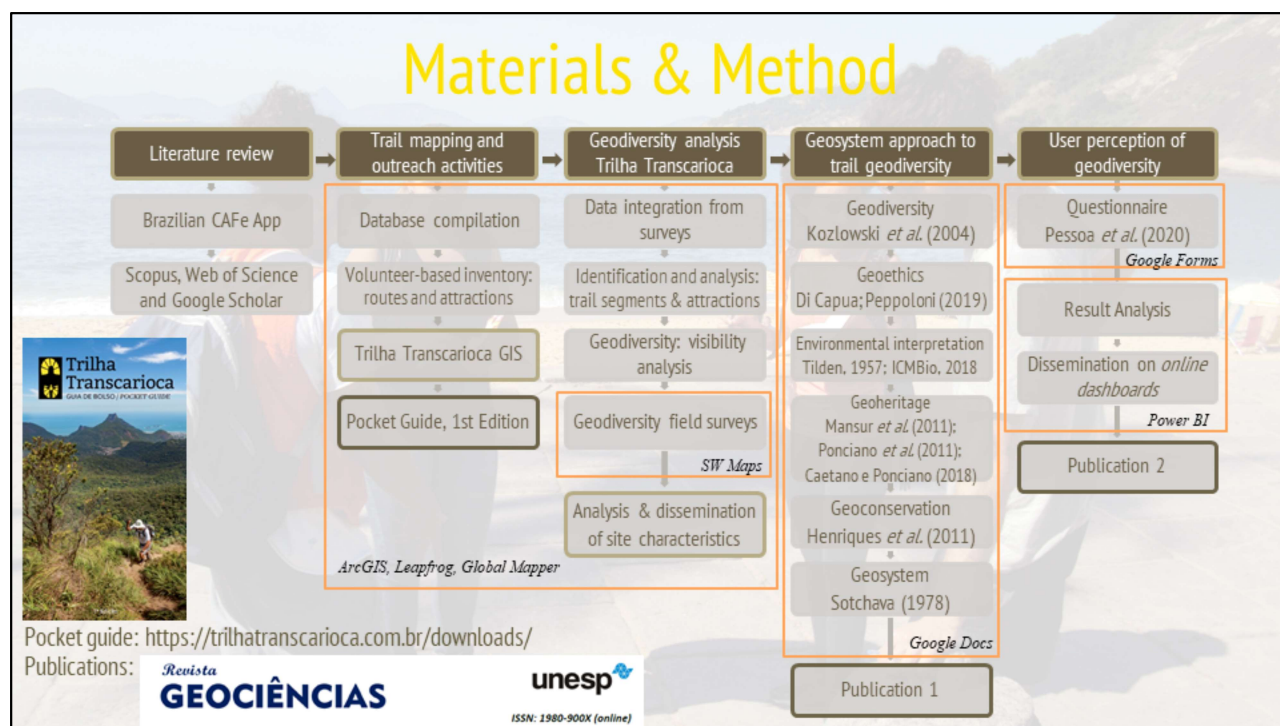 Materials & Method
Literature review
Brazilian CAFe App
Scopus, Web of Science
and Google Scholar
Trail mapping and
outreach activities
Database compilation
Volunteer-based inventory:
routes and attractions
Trilha Transcarioca GIS
Pocket Guide, 1st Edition
ArcGIS, Leapfrog, Global Mapper
Geodiversity analysis
Trilha Transcarioca
Data integration from
surveys
Identification and analysis:
trail segments & attractions
Geodiversity: visibility
analysis
Geodiversity field surveys
SW Maps
Analysis & dissemination
of site characteristics
Geosystem approach to
trail geodiversity
Geodiversity
Kozlowski et al. (2004)
Geoethics
Di Capua; Peppoloni (2019)
Environmental interpretation
Tilden, 1957; ICMBio, 2018
Geoheritage
Mansur et al. (2011);
Ponciano et al. (2011);
Caetano e Ponciano (2018)
Geoconservation
Henriques et al. (2011)
Geosystem
Sotchava (1978)
Google Docs
Publication 1
User perception of
geodiversity
Questionnaire
Pessoa et al. (2020)
Google Forms
Result Analysis
Dissemination on online
dashboards
Power BI
Publication 2
Trilha
Transcarioca
GUIA DE BOLSO / POCKET GUIDE
Pocket guide: https://trilhatranscarioca.com.br/downloads/
Publications:
Revista
GEOCIÊNCIAS
unesp
ISSN: 1980-900X (online)